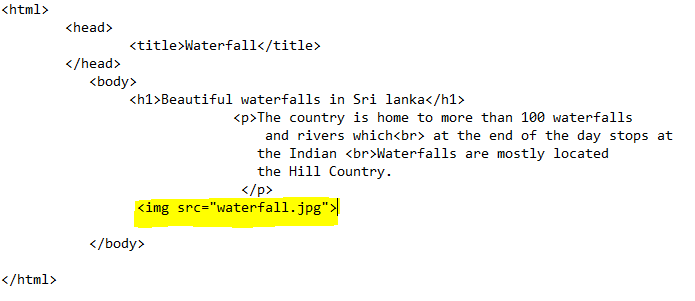 <html>
<head>
<title>Waterfall</title>
</head>
<body>
<h1>Beautiful waterfalls in Sri lanka</h1>
<p>The country is home to more than 100 waterfalls
and rivers which<br> at the end of the day stops at
the Indian <br>Waterfalls are mostly located
the Hill Country.
</p>
<img src="waterfall.jpg">
</body>
</html>